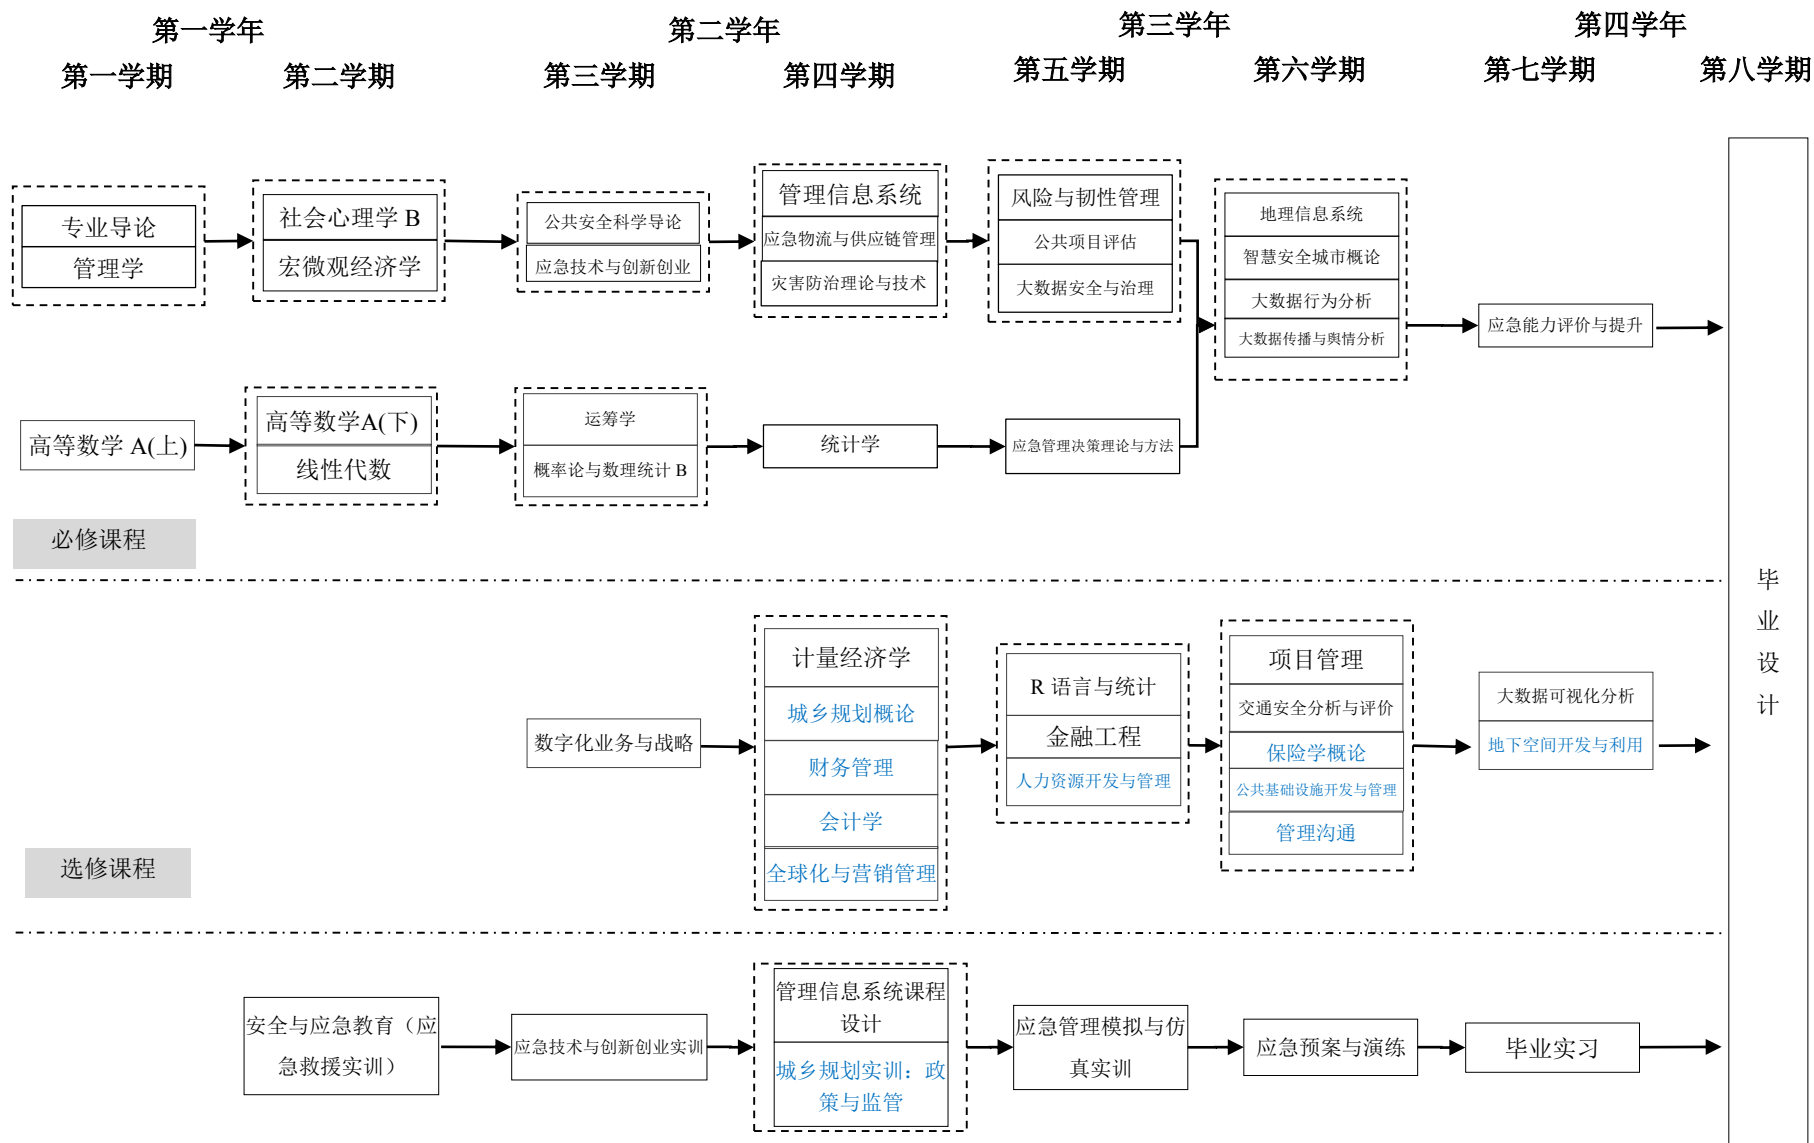 第一学年
第二学年
第三学年
第四学年
第一学期
第二学期
第三学期
第四学期
第五学期
第六学期
第七学期
第八学期
专业导论
管理学
社会心理学 B
宏微观经济学
公共安全科学导论
应急技术与创新创业
管理信息系统
应急物流与供应链管理
灾害防治理论与技术
风险与韧性管理
公共项目评估
大数据安全与治理
地理信息系统
智慧安全城市概论
大数据行为分析
大数据传播与舆情分析
应急能力评价与提升
高等数学 A(上)
高等数学A(下)
线性代数
运筹学
概率论与数理统计 B
统计学
应急管理决策理论与方法
必修课程
数字化业务与战略
计量经济学
城乡规划概论
财务管理
会计学
全球化与营销管理
R 语言与统计
金融工程
人力资源开发与管理
项目管理
交通安全分析与评价
保险学概论
公共基础设施开发与管理
管理沟通
大数据可视化分析
地下空间开发与利用
选修课程
安全与应急教育（应
急救援实训）
应急技术与创新创业实训
管理信息系统课程
设计
城乡规划实训：政
策与监管
应急管理模拟与仿
真实训
应急预案与演练
毕业实习
毕
业
设
计